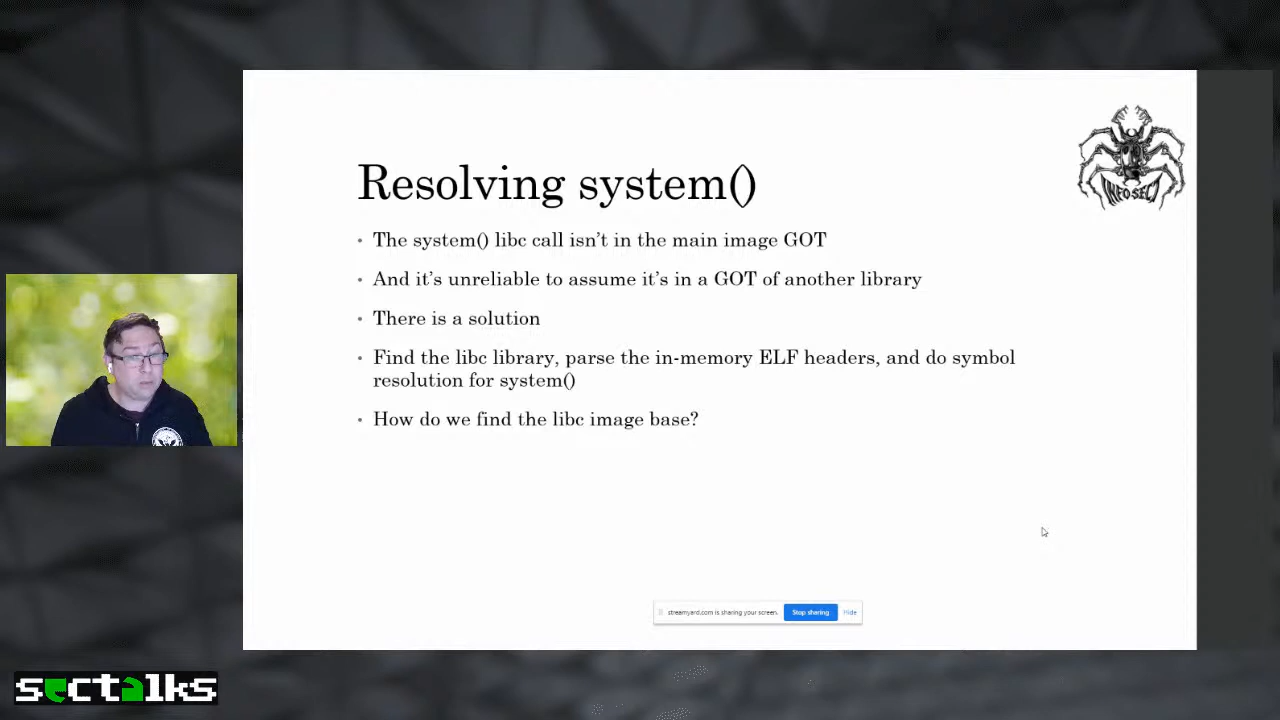 Resolving system()
• The system() libc call isn't in the main image GOT
• And it's unreliable to assume it's in a GOT of another library
• There is a solution
• Find the libc library, parse the in-memory ELF headers, and do symbol
resolution for system()
• How do we find the libc image base?
INFOSECT
streamyard.com is sharing your screen. Stop sharing Hide
sectalks